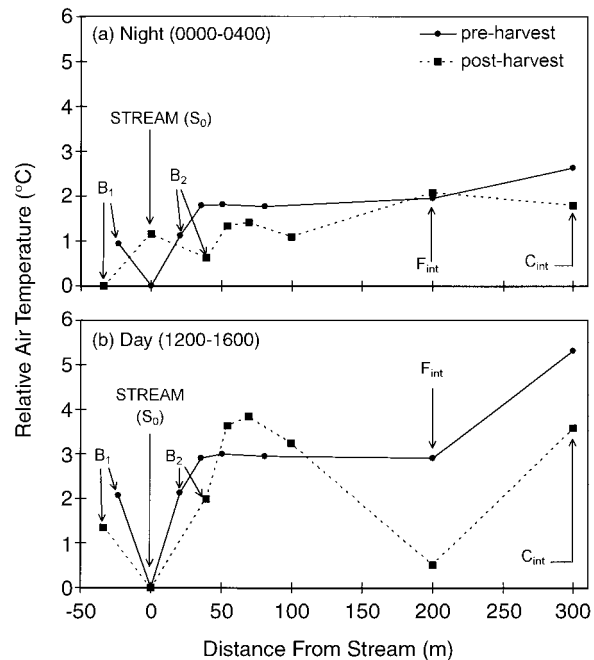 (a) Night (0000-0400)
pre-harvest
post-harvest
STREAM (S0)
B1
B2
Fint
Cint
6
5
4
3
2
1
0
Relative Air Temperature (°C)
(b) Day (1200-1600)
STREAM
(S0)
B1
B2
Fint
Cint
6
5
4
3
2
1
0
-50 0 50 100 150 200 250 300
Distance From Stream (m)